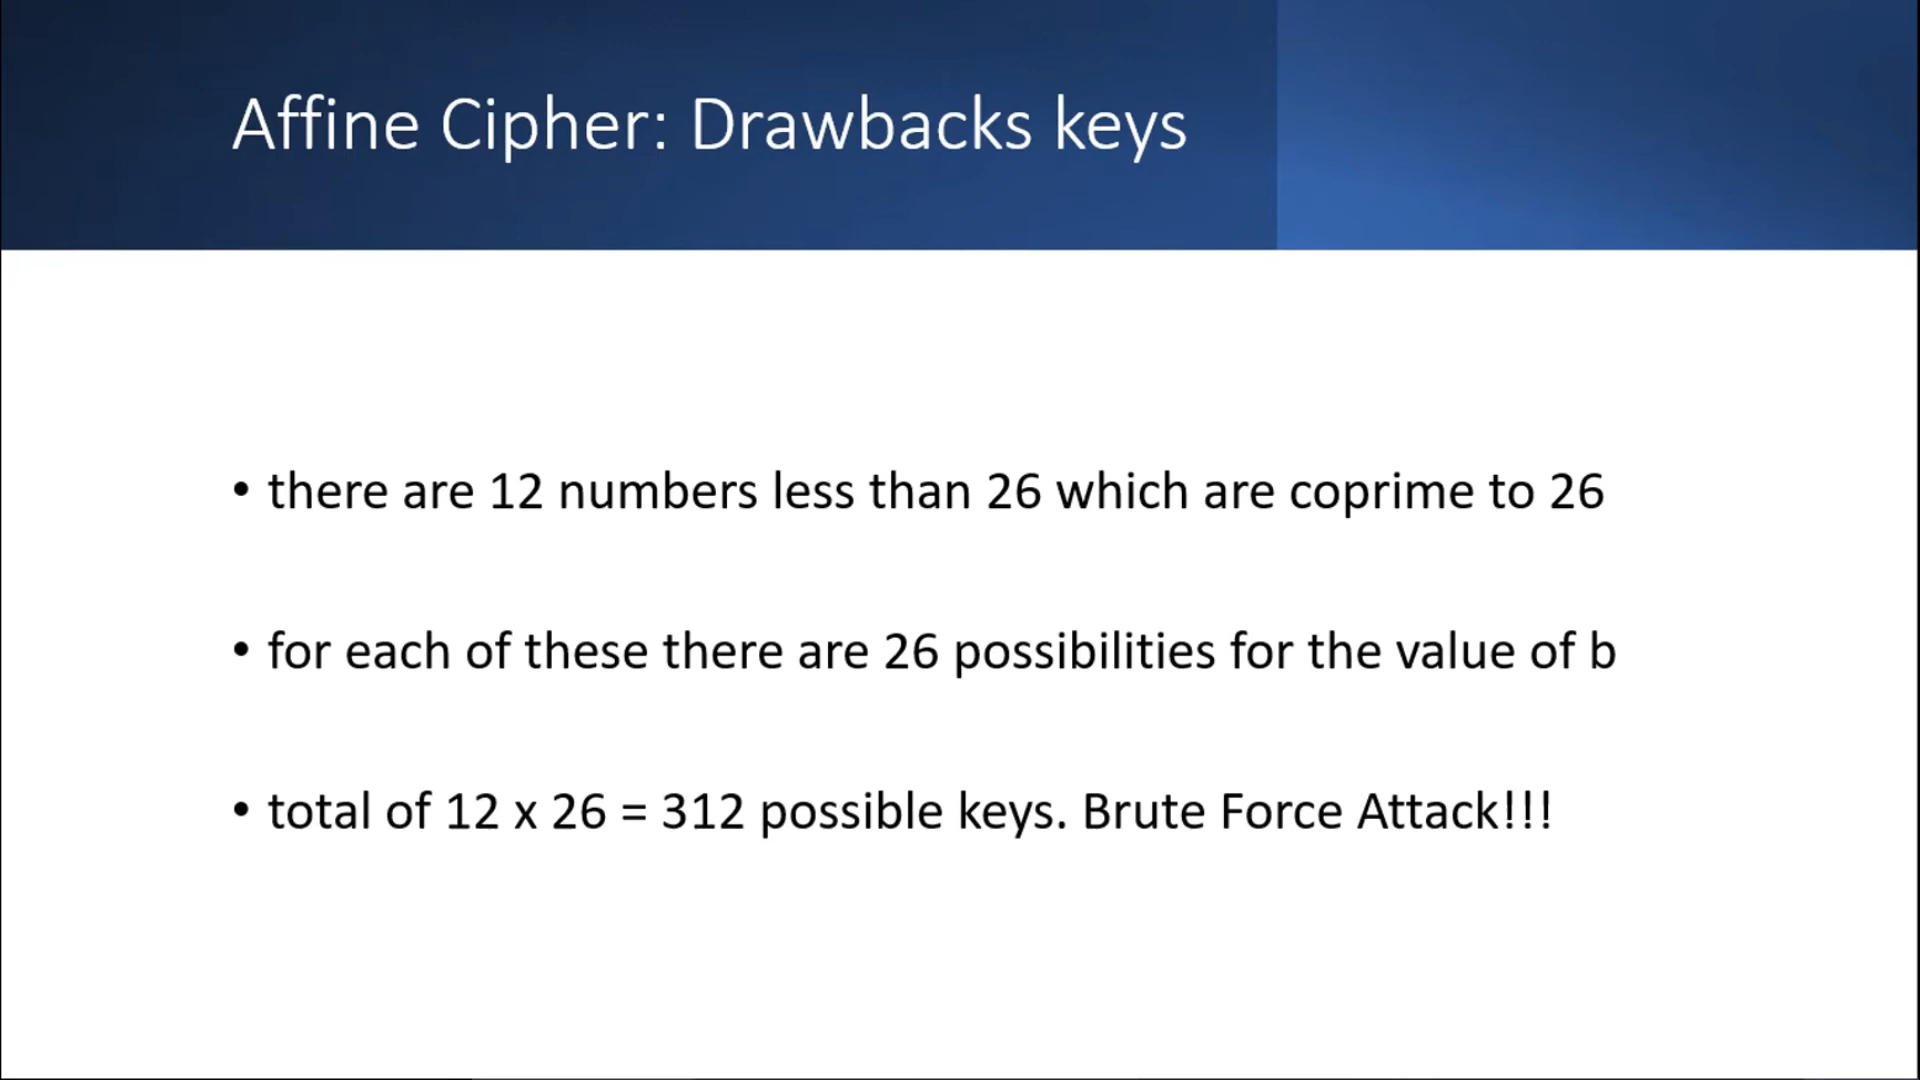 Affine Cipher: Drawbacks keys
• there are 12 numbers less than 26 which are coprime to 26
• for each of these there are 26 possibilities for the value of b
• total of 12 x 26 = 312 possible keys. Brute Force Attack!!!